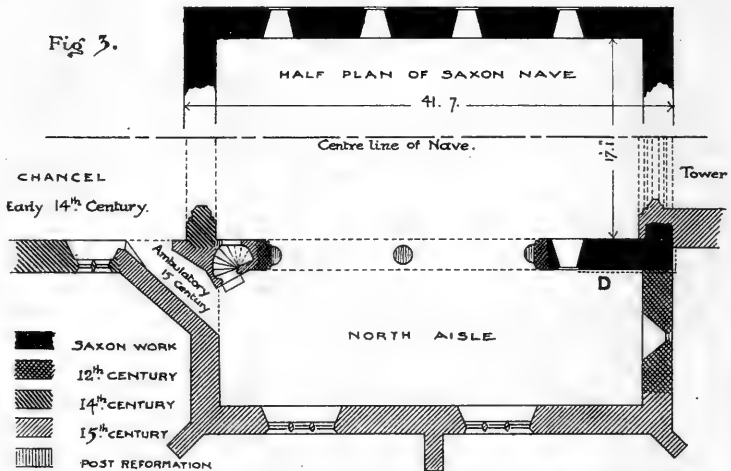 Fig 3.
HALF PLAN OF SAXON NAVE
41. 7.
Centre line of Nave.
17.1"
CHANCEL
Early 14th Century.
Tower
Ambulatory
15 Century
D
NORTH AISLE
SAXON WORK
12th CENTURY
14th CENTURY
15th CENTURY
POST REFORMATION